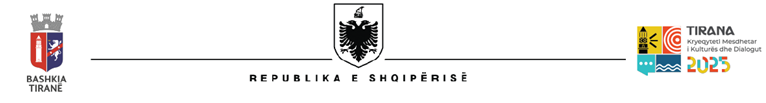 BASHKIA
TIRANË
REPUBLIKA E SHQIPËRISË
TIRANA
Kryeqyteti Mesdhetar
i Kulturës dhe Dialogut
2025